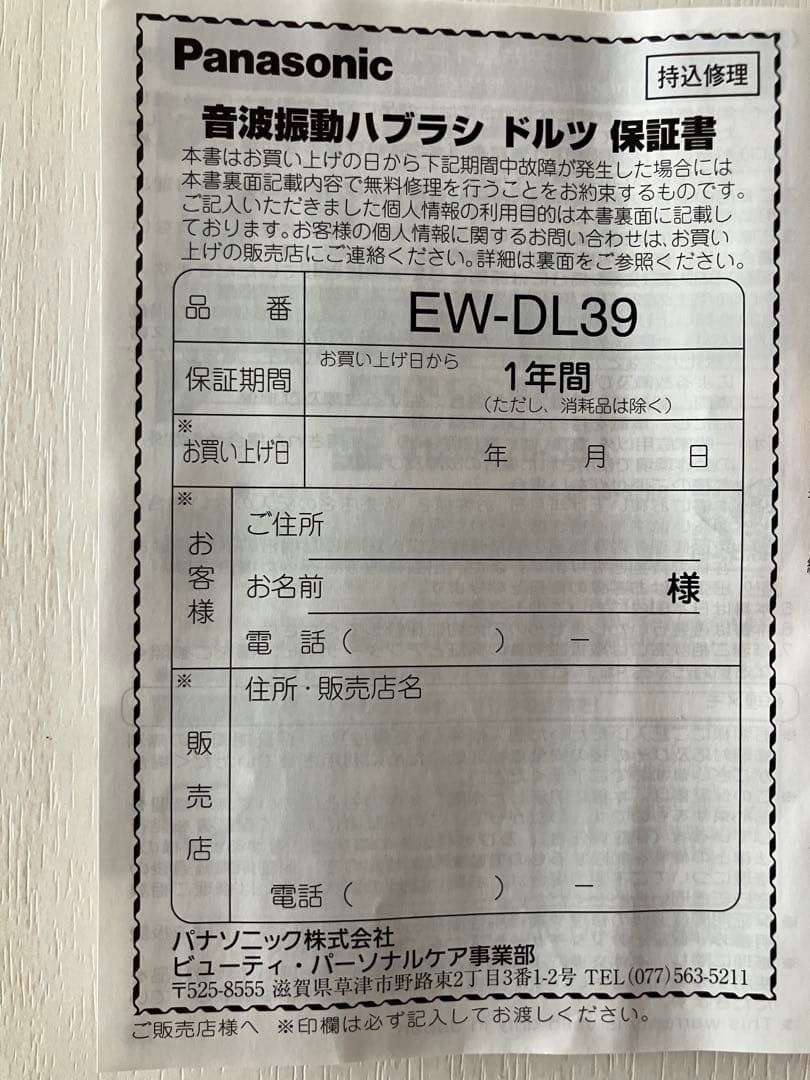 Panasonic
持込修理
音波振動ハブラシ ドルツ 保証書
本書はお買い上げの日から下記期間中故障が発生した場合には
本書裏面記載内容で無料修理を行うことをお約束するものです。
ご記入いただきました個人情報の利用目的は本書裏面に記載し
ております。お客様の個人情報に関するお問い合わせは、お買い
上げの販売店にご連絡ください。詳細は裏面をご参照ください。
品 番 EW-DL39
保証期間 お買い上げ日から 1年間
(ただし、消耗品は除く)
※
お買い上げ日 年 月 日
※
お客様
ご住所
お名前 様
電 話 ( ) −
※
販売店
住所・販売店名
電話 ( ) −
パナソニック株式会社
ビューティ・パーソナルケア事業部
〒525-8555 滋賀県草津市野路東2丁目3番1-2号 TEL(077)563-5211
ご販売店様へ ※印欄は必ず記入してお渡しください。